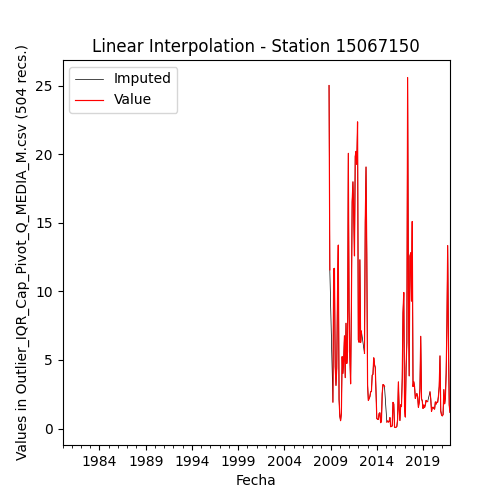 Linear Interpolation - Station 15067150
Imputed
Value
Values in Outlier_IQR_Cap_Pivot_Q_MEDIA_M.csv (504 recs.)
25
20
15
10
5
0
1984 1989 1994 1999 2004 2009 2014 2019
Fecha